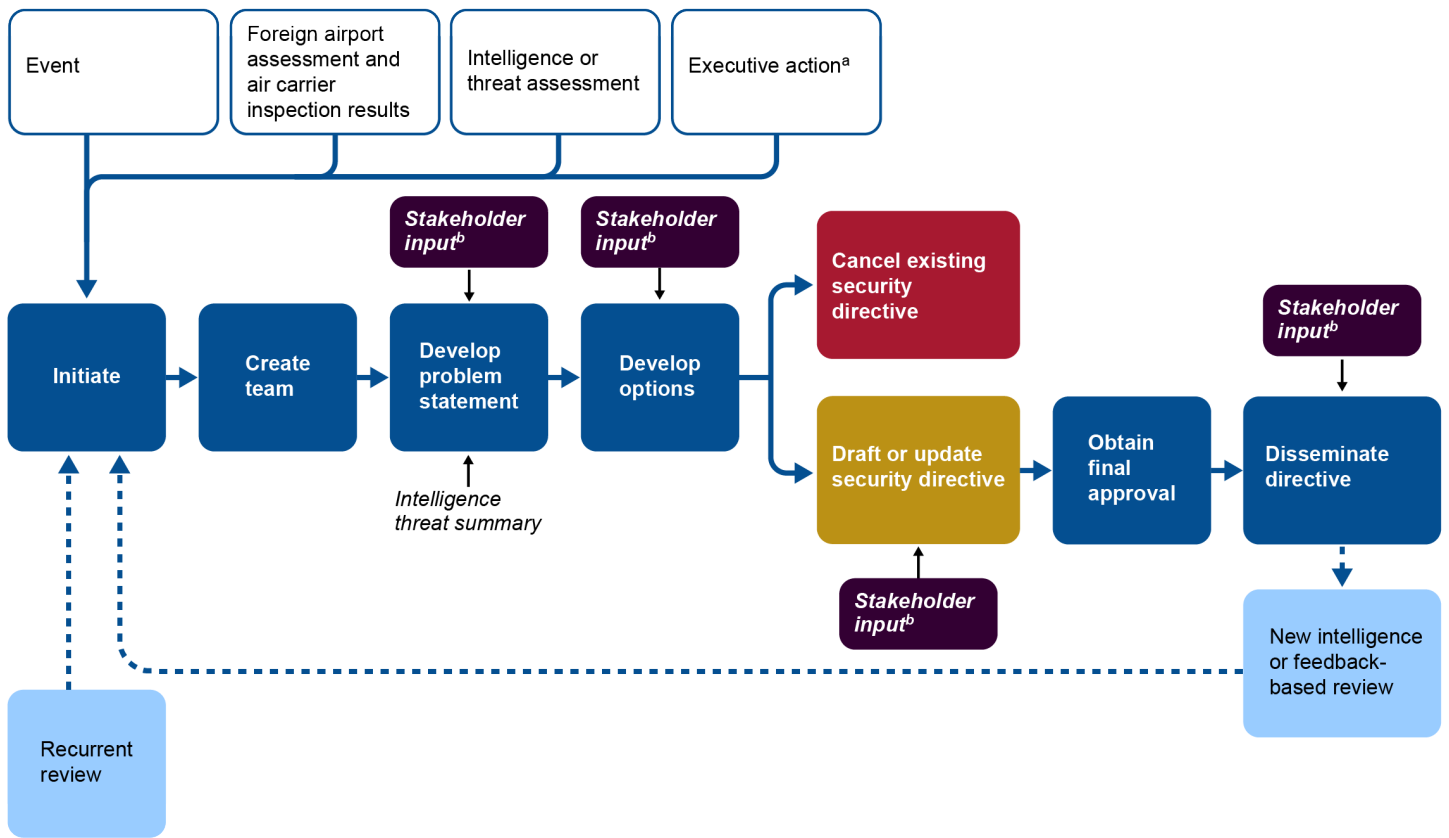 Event
Foreign airport
assessment and
air carrier
inspection results
Intelligence or
threat assessment
Executive actionᵃ
Stakeholder
inputᵇ
Stakeholder
inputᵇ
Cancel existing
security
directive
Stakeholder
inputᵇ
Initiate
Create
team
Develop
problem
statement
Develop
options
Draft or update
security directive
Obtain
final
approval
Disseminate
directive
Intelligence
threat summary
Stakeholder
inputᵇ
New intelligence
or feedback-
based review
Recurrent
review